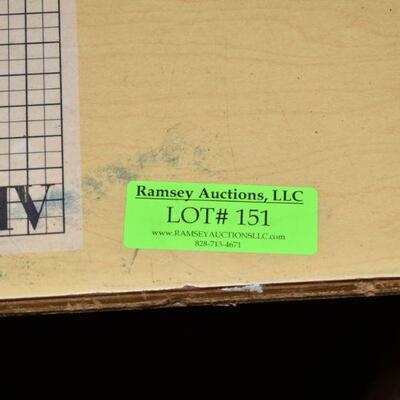 Ramsey Auctions, LLC
LOT# 151
www.RAMSEYAUCTIONSLLC.com
828-713-4671